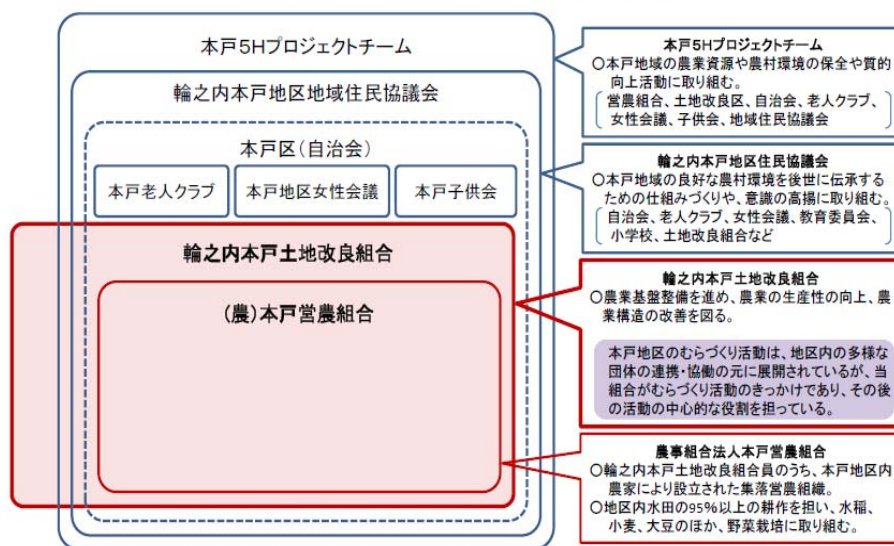 本戸5Hプロジェクトチーム
輪之内本戸地区地域住民協議会
本戸区(自治会)
本戸老人クラブ
本戸地区女性会議
本戸子供会
輪之内本戸土地改良組合
(農)本戸営農組合
本戸5Hプロジェクトチーム
○本戸地域の農業資源や農村環境の保全や質的
向上活動に取り組む。
営農組合、土地改良区、自治会、老人クラブ、
女性会議、子供会、地域住民協議会
輪之内本戸地区住民協議会
○本戸地域の良好な農村環境を後世に伝承する
ための仕組みづくりや、意識の高揚に取り組む。
自治会、老人クラブ、女性会議、教育委員会、
小学校、土地改良組合など
輪之内本戸土地改良組合
○農業基盤整備を進め、農業の生産性の向上、農
業構造の改善を図る。
本戸地区のむらづくり活動は、地区内の多様な
団体の連携・協働の元に展開されているが、当
組合がむらづくり活動のきっかけであり、その後
の活動の中心的な役割を担っている。
農事組合法人本戸営農組合
○輪之内本戸土地改良組合員のうち、本戸地区内
農家により設立された集落営農組織。
○地区内水田の95%以上の耕作を担い、水稲、
小麦、大豆のほか、野菜栽培に取り組む。